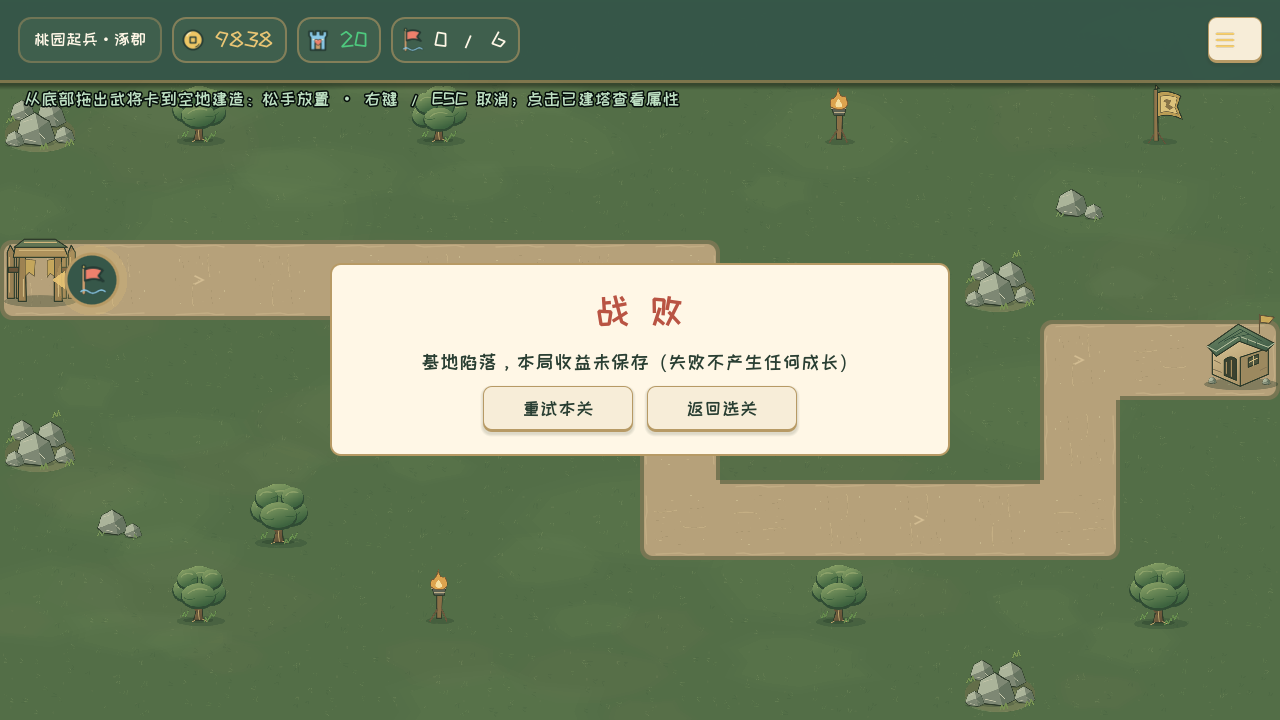 桃园起兵·涿郡
9838
20
0 / 6
从底部拖出武将卡到空地建造；松手放置 · 右键 / ESC 取消；点击已建塔查看属性
战 败
基地陷落，本局收益未保存（失败不产生任何成长）
重试本关
返回选关